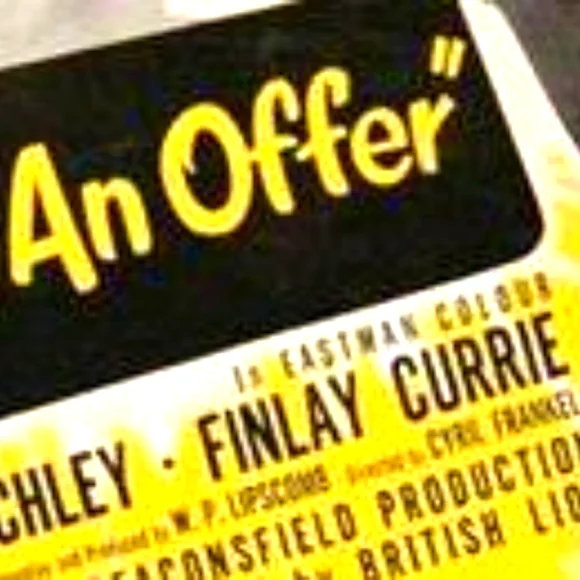 An Offer"
In EASTMAN COLOUR
CHLEY · FINLAY CURRIE
and Produced by W. P. LIPSCOMB Directed by CYRIL FRANKEL
EACONSFIELD PRODUCTION
by BRITISH LIO